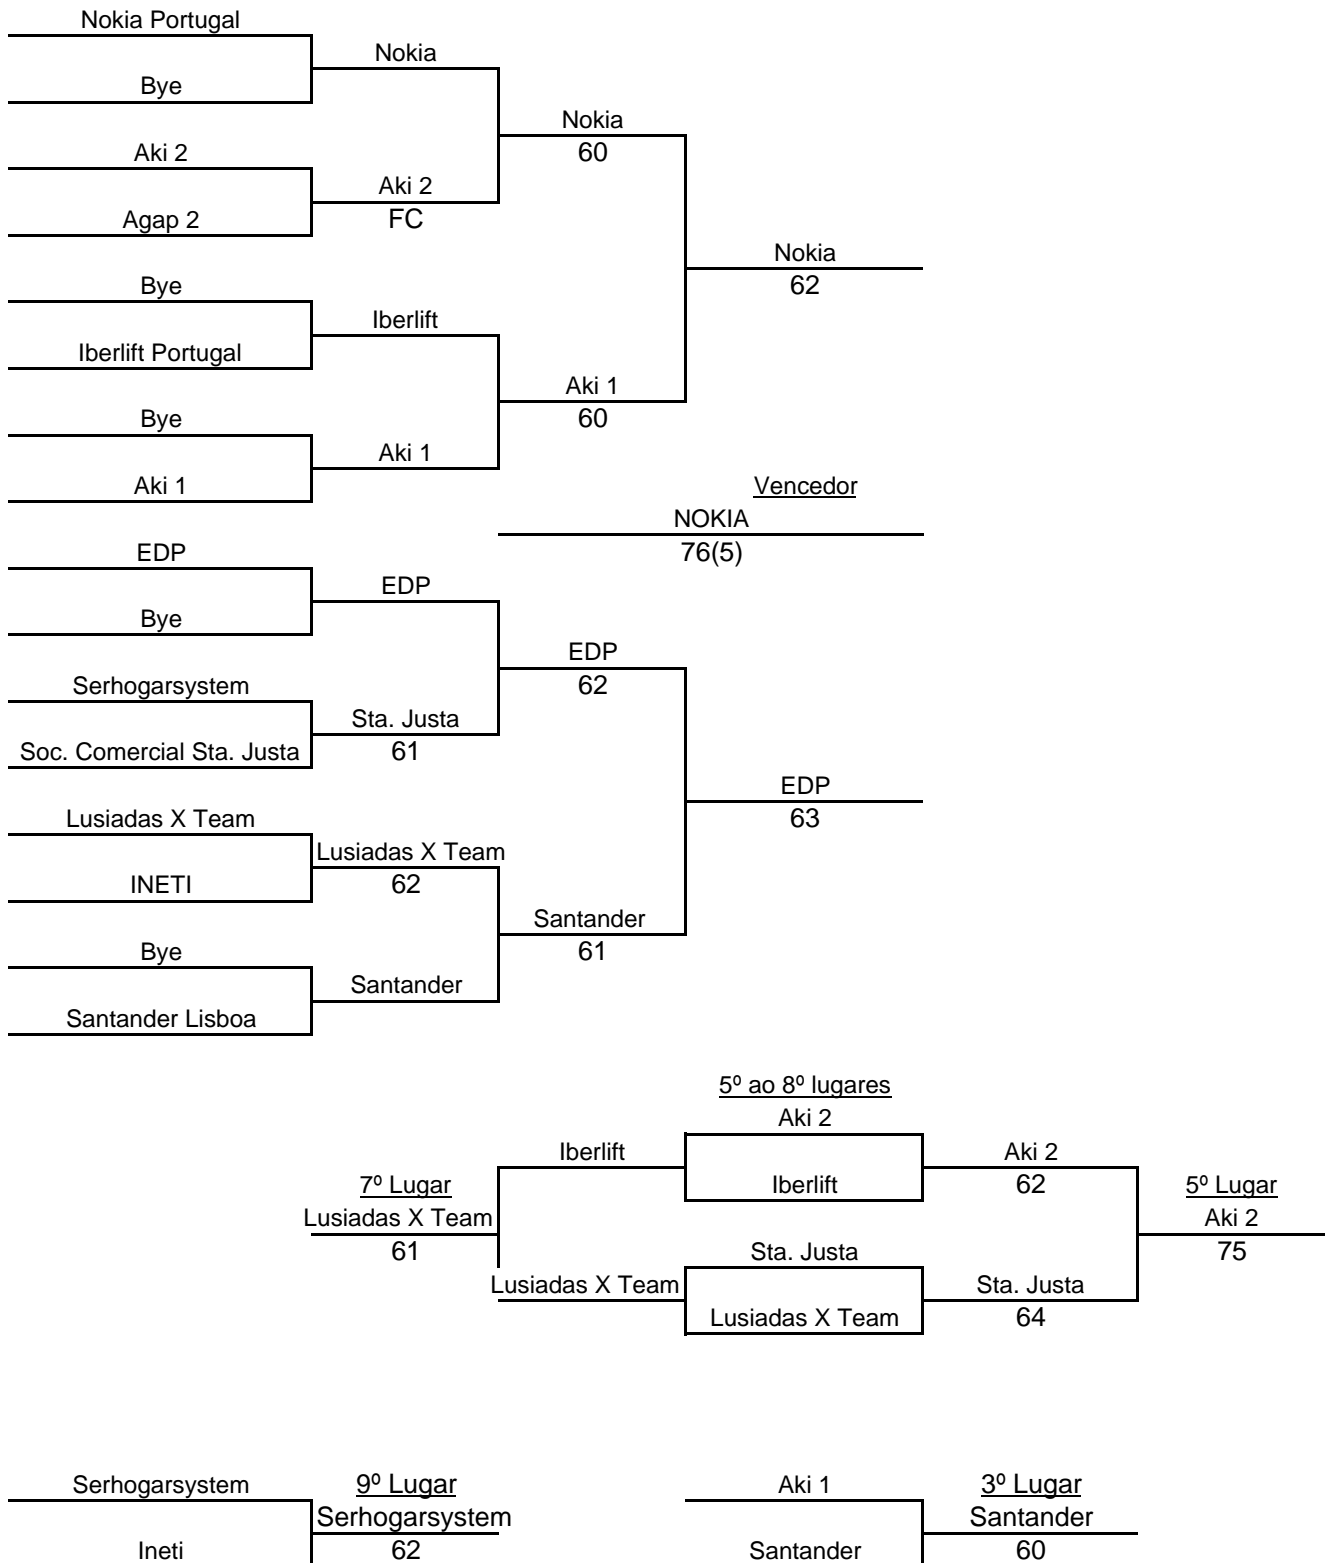 Nokia Portugal
Nokia
Bye
Nokia
60
Aki 2
Aki 2
FC
Agap 2
Nokia
62
Bye
Iberlift
Iberlift Portugal
Aki 1
60
Bye
Aki 1
Aki 1
Vencedor
NOKIA
76(5)
EDP
EDP
Bye
EDP
62
Serhogarsystem
Sta. Justa
61
Soc. Comercial Sta. Justa
EDP
63
Lusiadas X Team
Lusiadas X Team
62
INETI
Santander
61
Bye
Santander
Santander Lisboa
5º ao 8º lugares
Aki 2
Iberlift
Aki 2
62
7º Lugar
Iberlift
5º Lugar
Lusiadas X Team
61
Aki 2
75
Sta. Justa
Lusiadas X Team
Sta. Justa
64
Lusiadas X Team
Serhogarsystem
9º Lugar
Aki 1
3º Lugar
Serhogarsystem
Santander
Ineti
62
Santander
60